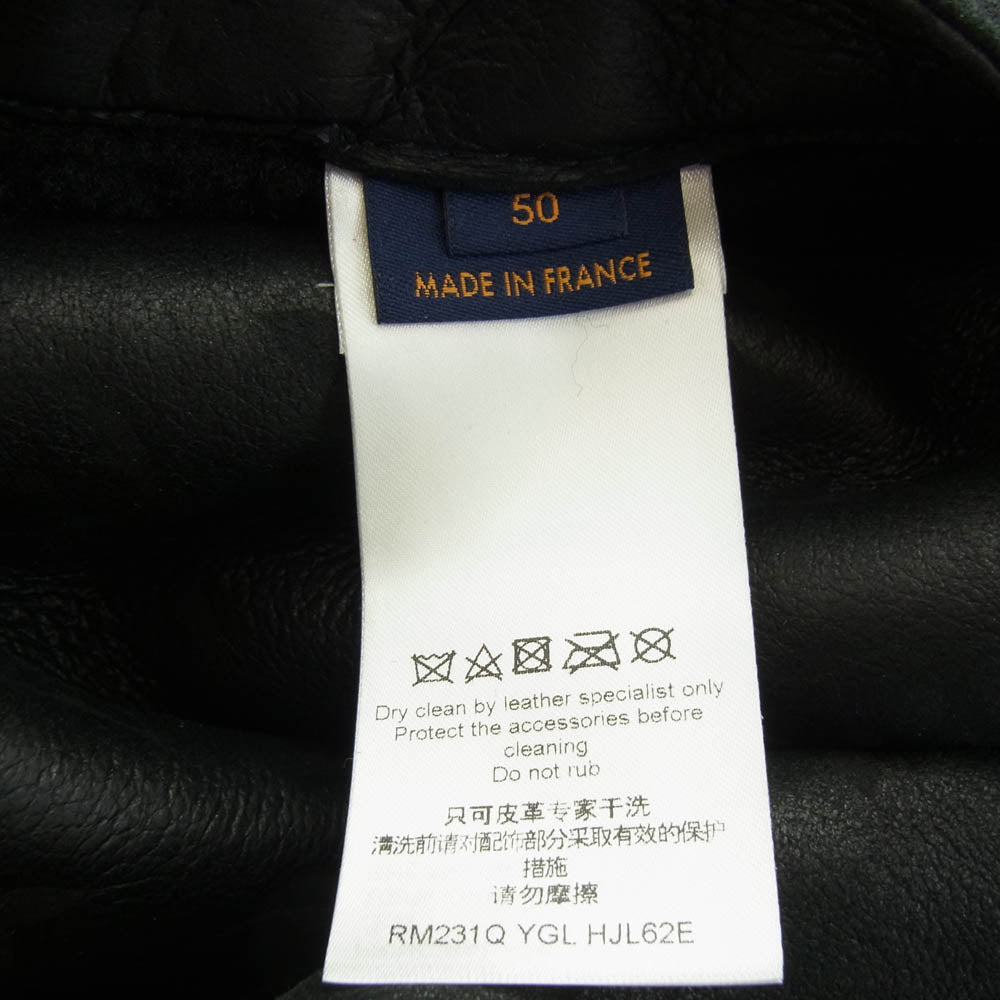 50
MADE IN FRANCE
Dry clean by leather specialist only
Protect the accessories before
cleaning
Do not rub
只可皮革专家干洗
清洗前请对配饰部分采取有效的保护
措施
请勿摩擦
RM231Q YGL HJL62E